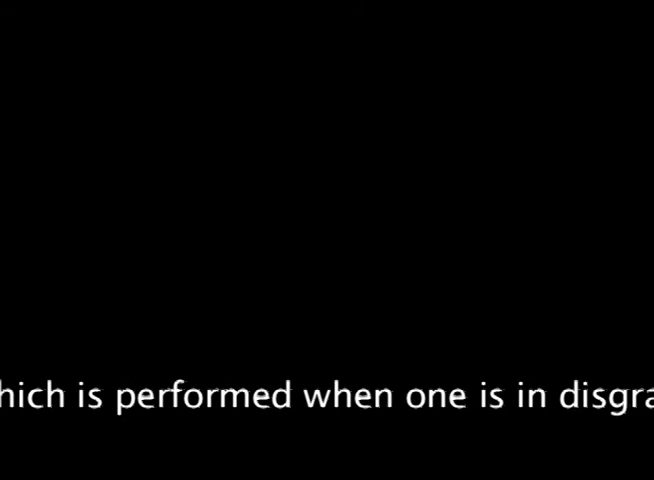 hich is performed when one is in disgra